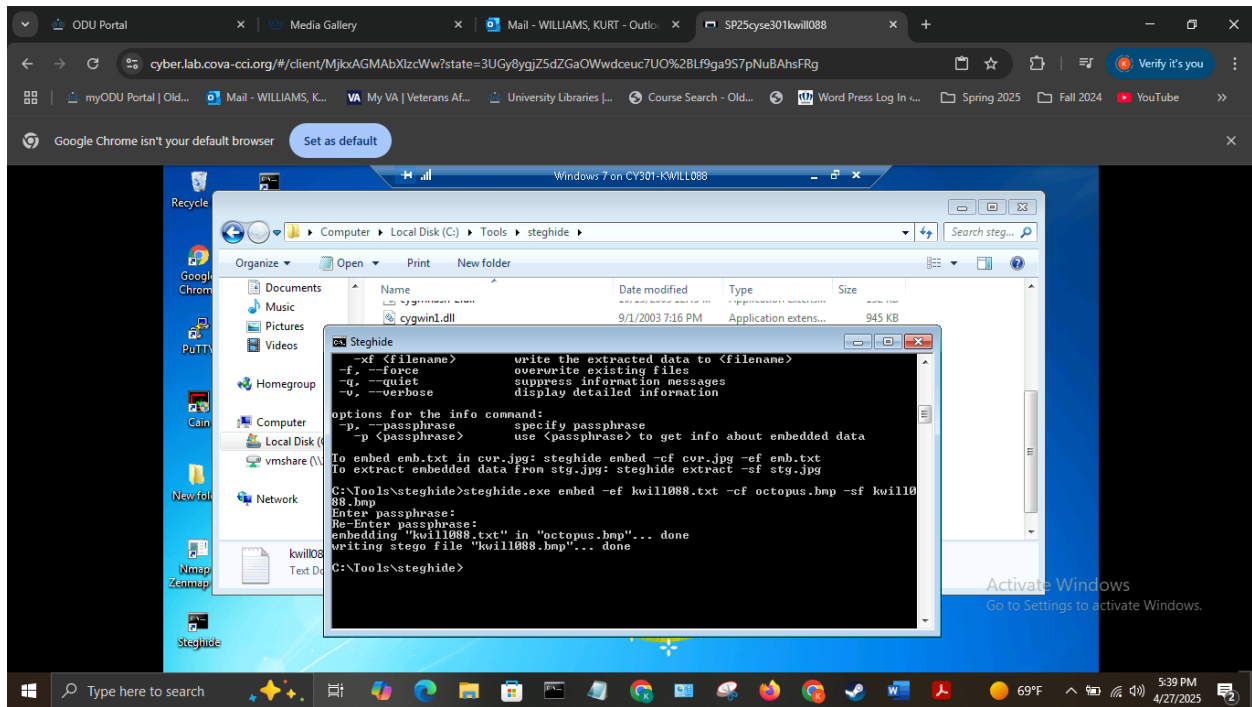 ODU Portal
Media Gallery
Mail - WILLIAMS, KURT - Outlo
SP25cyse301kwill088
cyber.lab.cova-cci.org/#/client/MjkxAGMAbXlzcWw?state=3UGy8ygjZ5dZGaOWwdceuc7UO%2BLf9ga9S7pNuBAhsFRg
Verify it's you
myODU Portal | Old...
Mail - WILLIAMS, K...
VA My VA | Veterans Af...
University Libraries |...
Course Search - Old...
Word Press Log In -...
Spring 2025
Fall 2024
YouTube
Google Chrome isn't your default browser
Set as default
Windows 7 on CY301-KWILL088
Recycle
Computer
Local Disk (C:)
Tools
steghide
Search steg...
Organize
Open
Print
New folder
Googl
Chrom
Documents
Music
Pictures
Videos
Name
Date modified
Type
Size
cygwin1.dll
9/1/2003 7:16 PM
Application extens...
945 KB
PuTTY
Homegroup
Cain
Computer
Local Disk (
vmshare (\\
New fol
Network
kwill08
Text Do
Nmap
Zenmap
Steghide
Steghide
-xf <filename> write the extracted data to <filename>
-f, --force overwrite existing files
-q, --quiet suppress information messages
-v, --verbose display detailed information
options for the info command:
-p, --passphrase specify passphrase
-p <passphrase> use <passphrase> to get info about embedded data
To embed emb.txt in cvr.jpg: steghide embed -cf cvr.jpg -ef emb.txt
To extract embedded data from stg.jpg: steghide extract -sf stg.jpg
C:\Tools\steghide>steghide.exe embed -ef kwill088.txt -cf octopus.bmp -sf kwill0
88.bmp
Enter passphrase:
Re-Enter passphrase:
embedding "kwill088.txt" in "octopus.bmp"... done
writing stego file "kwill088.bmp"... done
C:\Tools\steghide>
Activate Windows
Go to Settings to activate Windows.
Type here to search
69°F
5:39 PM
4/27/2025
2